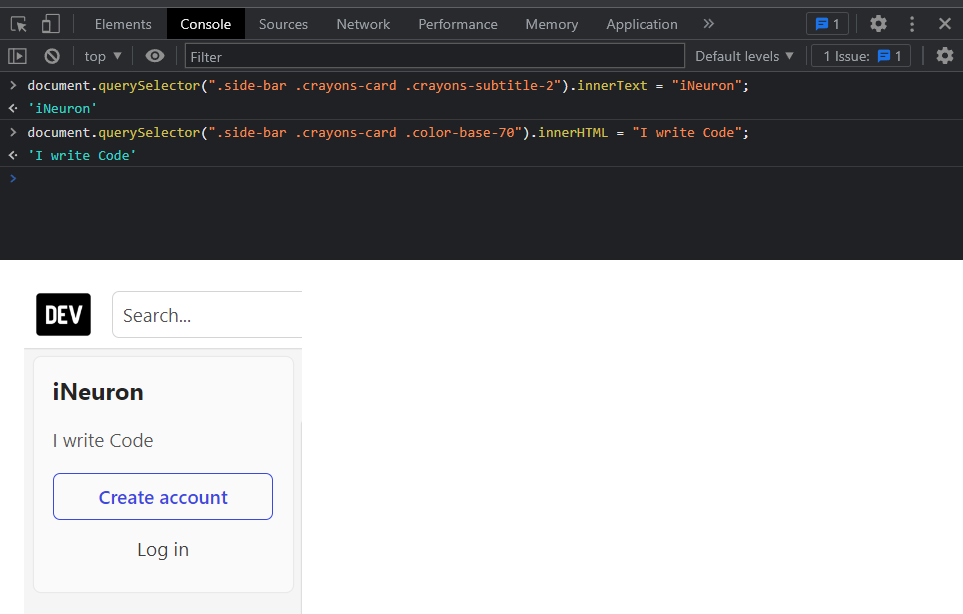 Elements Console Sources Network Performance Memory Application » 1
top ▼ Filter Default levels ▼ 1 Issue: 1
> document.querySelector(".side-bar .crayons-card .crayons-subtitle-2").innerText = "iNeuron";
'iNeuron'
> document.querySelector(".side-bar .crayons-card .color-base-70").innerHTML = "I write Code";
'I write Code'
>
DEV Search...
iNeuron
I write Code
Create account
Log in